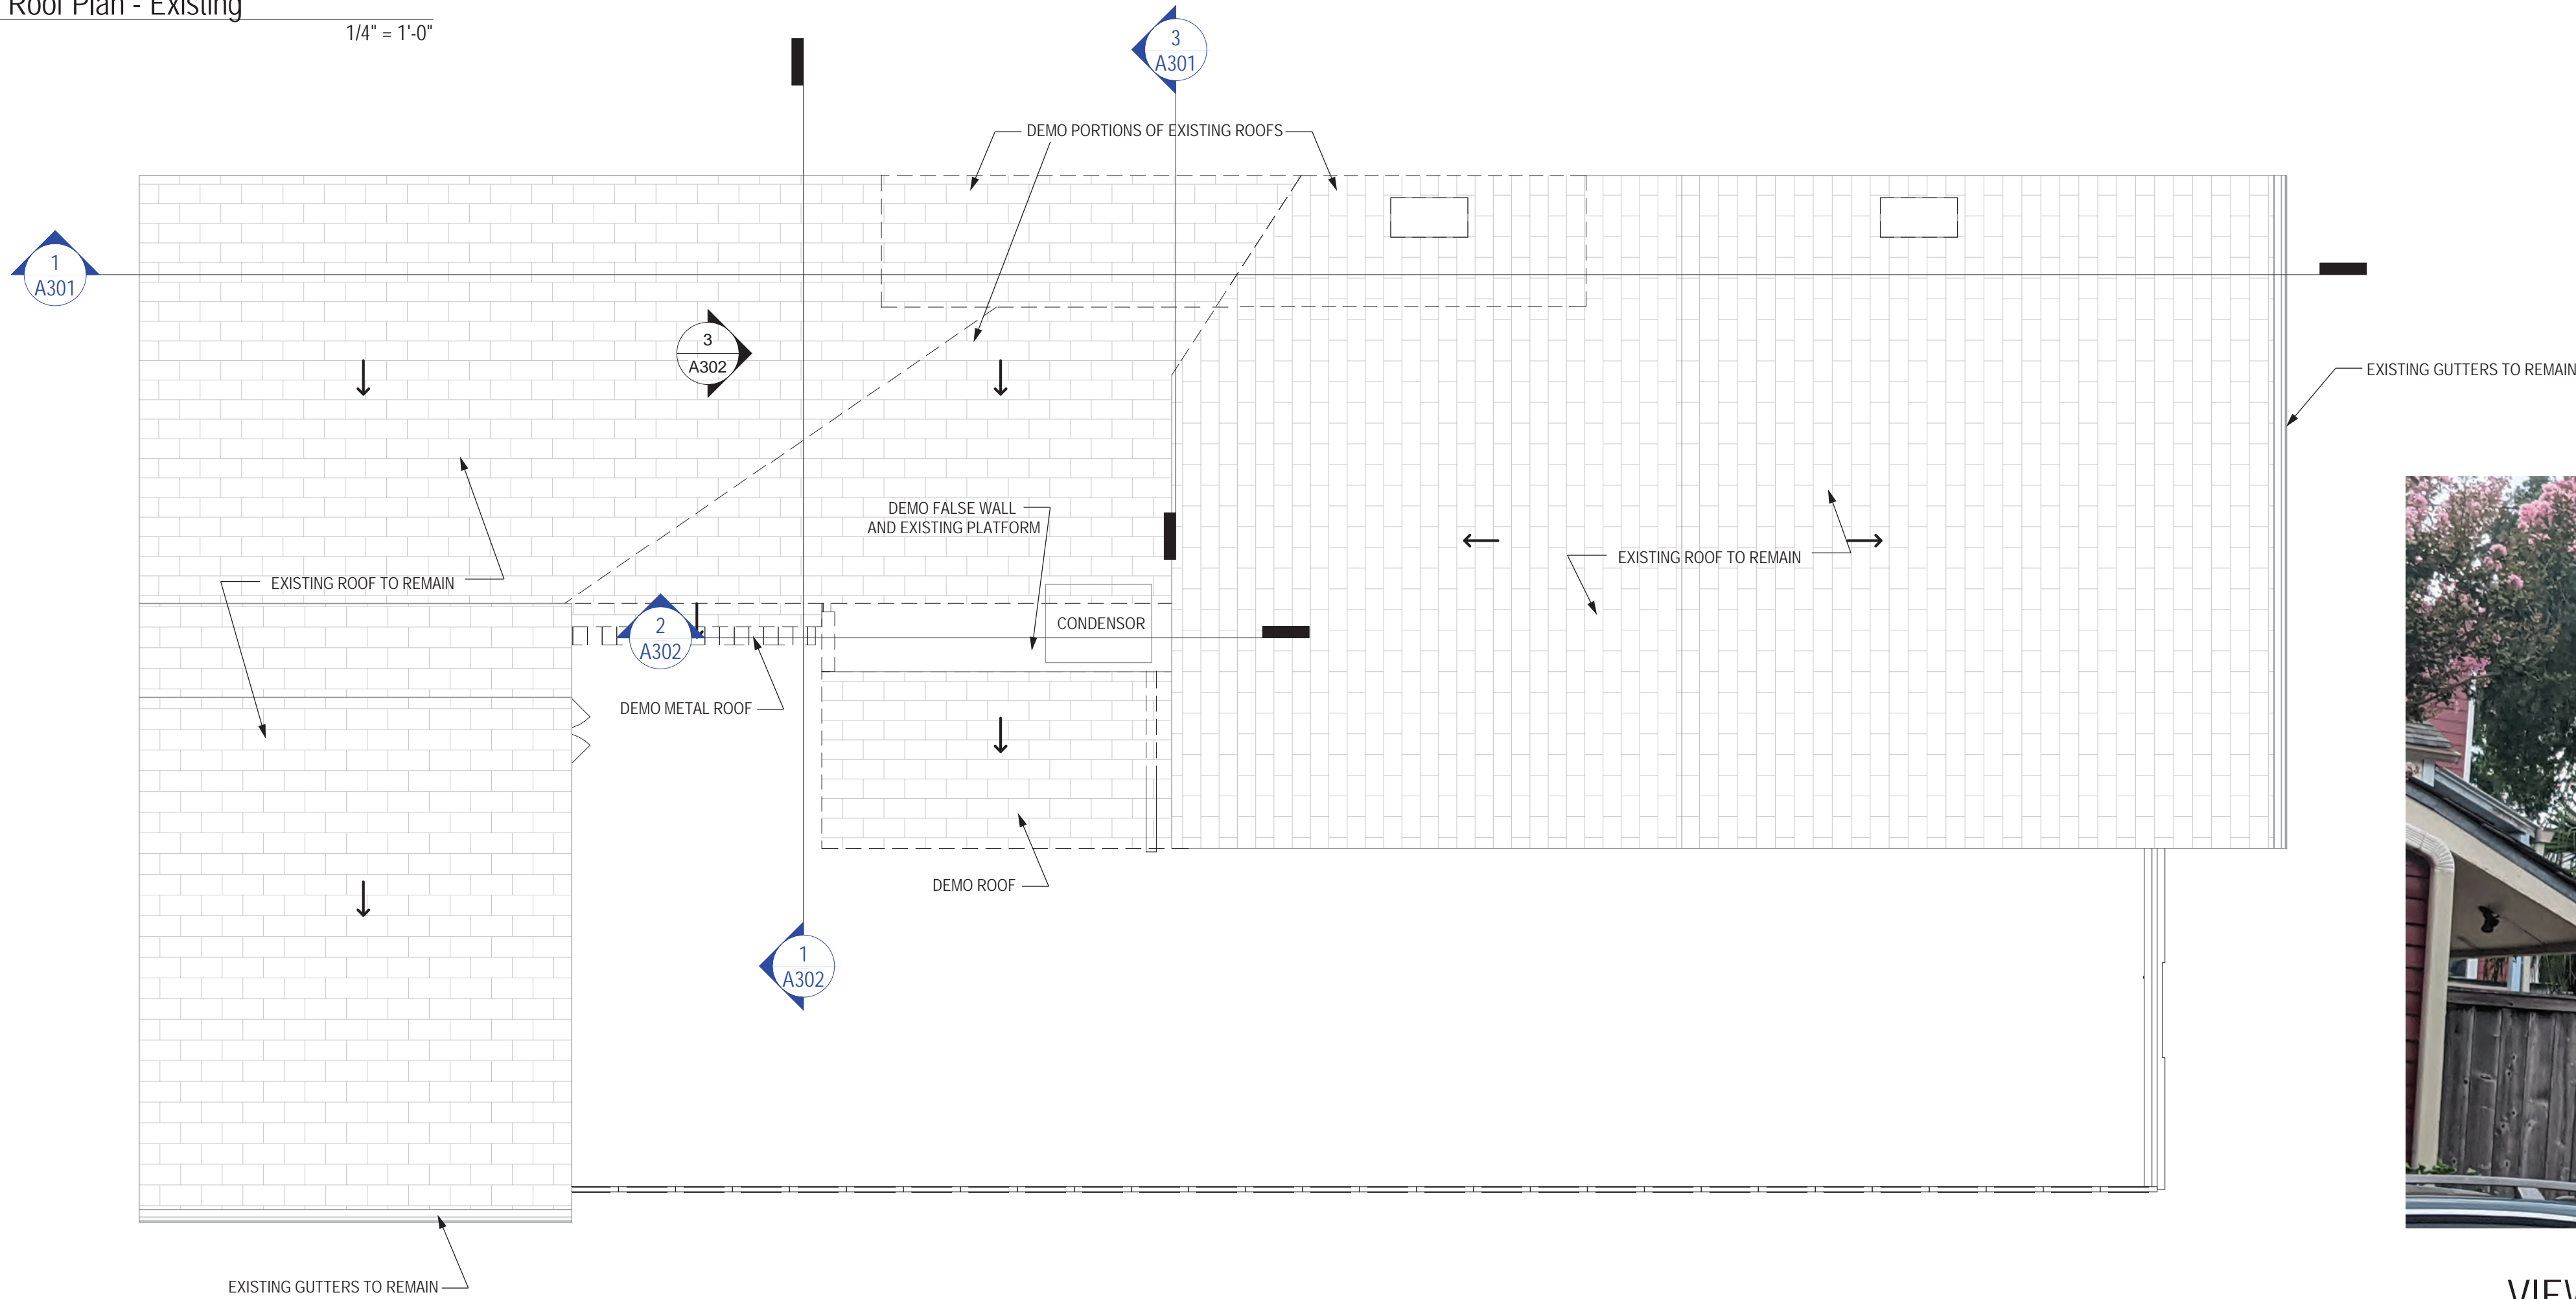 Roof Plan - Existing
1/4" = 1'-0"
3
A301
DEMO PORTIONS OF EXISTING ROOFS
1
A301
3
A302
EXISTING GUTTERS TO REMAIN
DEMO FALSE WALL
AND EXISTING PLATFORM
EXISTING ROOF TO REMAIN
EXISTING ROOF TO REMAIN
CONDENSOR
2
A302
DEMO METAL ROOF
DEMO ROOF
1
A302
EXISTING GUTTERS TO REMAIN